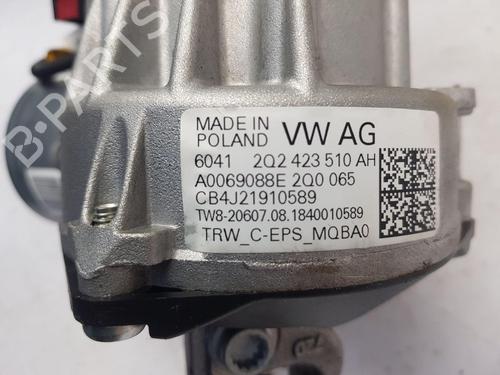 B-PARTS
MADE IN
POLAND VW AG
6041 2Q2 423 510 AH
A0069088E 2Q0 065
CB4J21910589
TW8-20607.08.1840010589
TRW_C-EPS_MQBA0